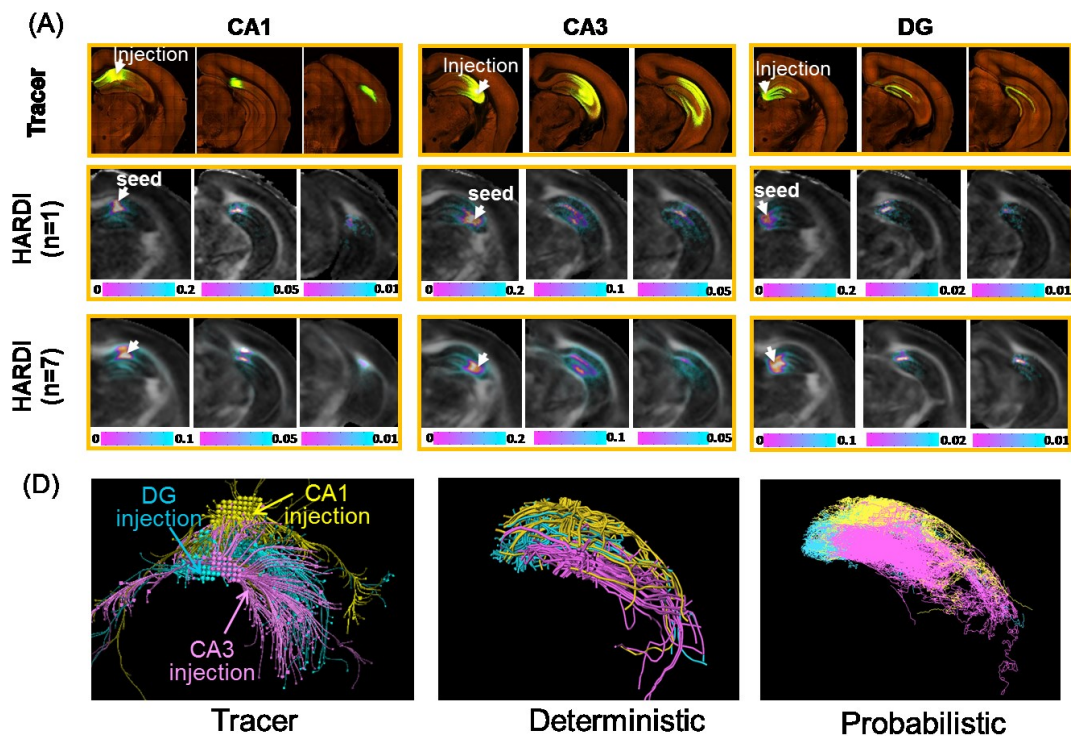 (A)
CA1 CA3 DG
Tracer
Injection
Injection
Injection
HARDI
(n=1)
seed
seed
seed
0 0.2 0.05 0.01
0 0.2 0.1 0.05
0 0.2 0.02 0.01
HARDI
(n=7)
0 0.1 0.05 0.01
0 0.2 0.1 0.05
0 0.1 0.02 0.01
(D)
DG
injection
CA1
injection
CA3
injection
Tracer Deterministic Probabilistic